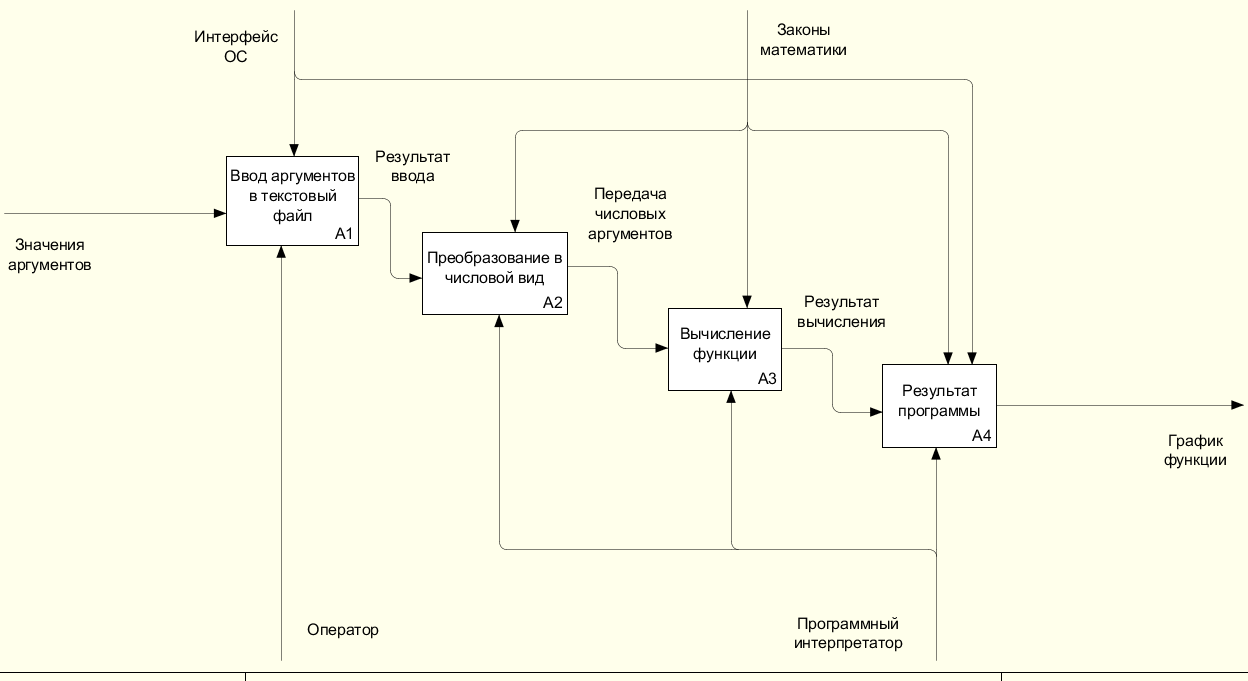 Интерфейс
ОС
Законы
математики
Ввод аргументов
в текстовый
файл
A1
Результат
ввода
Значения
аргументов
Передача
числовых
аргументов
Преобразование в
числовой вид
A2
Результат
вычисления
Вычисление
функции
A3
Результат
программы
A4
График
функции
Оператор
Программный
интерпретатор